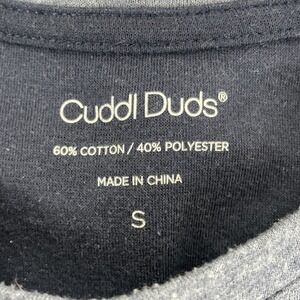 Cuddl Duds®
60% COTTON / 40% POLYESTER
MADE IN CHINA
S